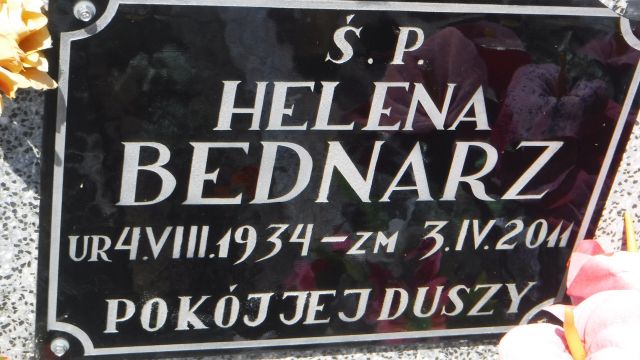 Ś. P.
HELENA
BEDNARZ
UR 4.VIII.1934 - ZM 3.IV.2011
POKÓJ JEJ DUSZY